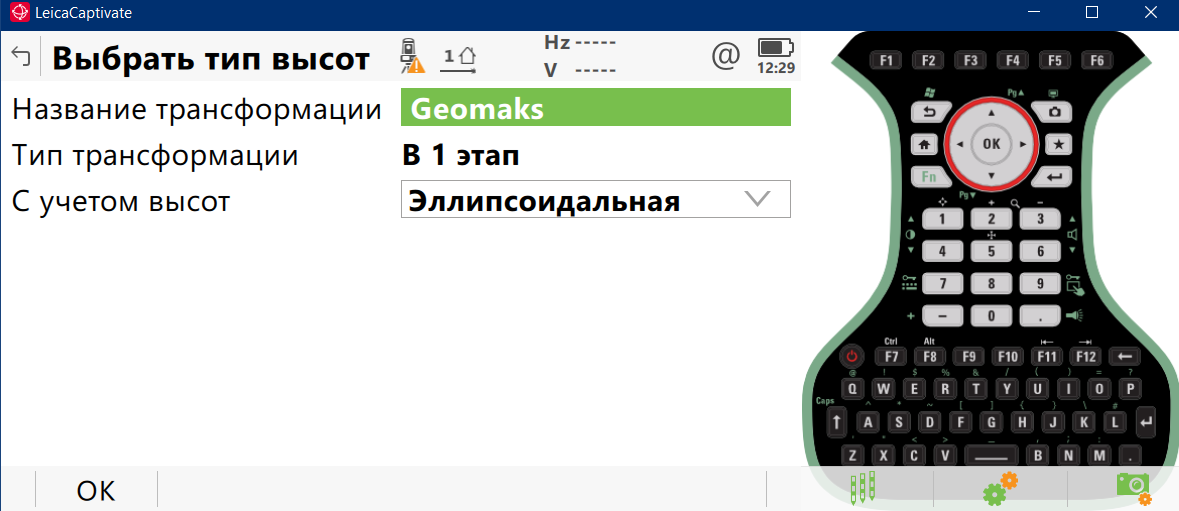 LeicaCaptivate
Выбрать тип высот
1
Hz -----
V -----
@
12:29
Название трансформации Geomaks
Тип трансформации В 1 этап
С учетом высот Эллипсоидальная
OK
F1 F2 F3 F4 F5 F6
Pg▲
OK
Fn
Pg▼
+ −
1 2 3
4 5 6
7 8 9
+ − 0 .
Ctrl Alt
F7 F8 F9 F10 F11 F12
@ ! $ % & / ( ) = ?
Q W E R T Y U I O P
Caps ^ * ~ [ ] { } \ #
A S D F G H J K L
' " < > _ , ; :
Z X C V B N M .